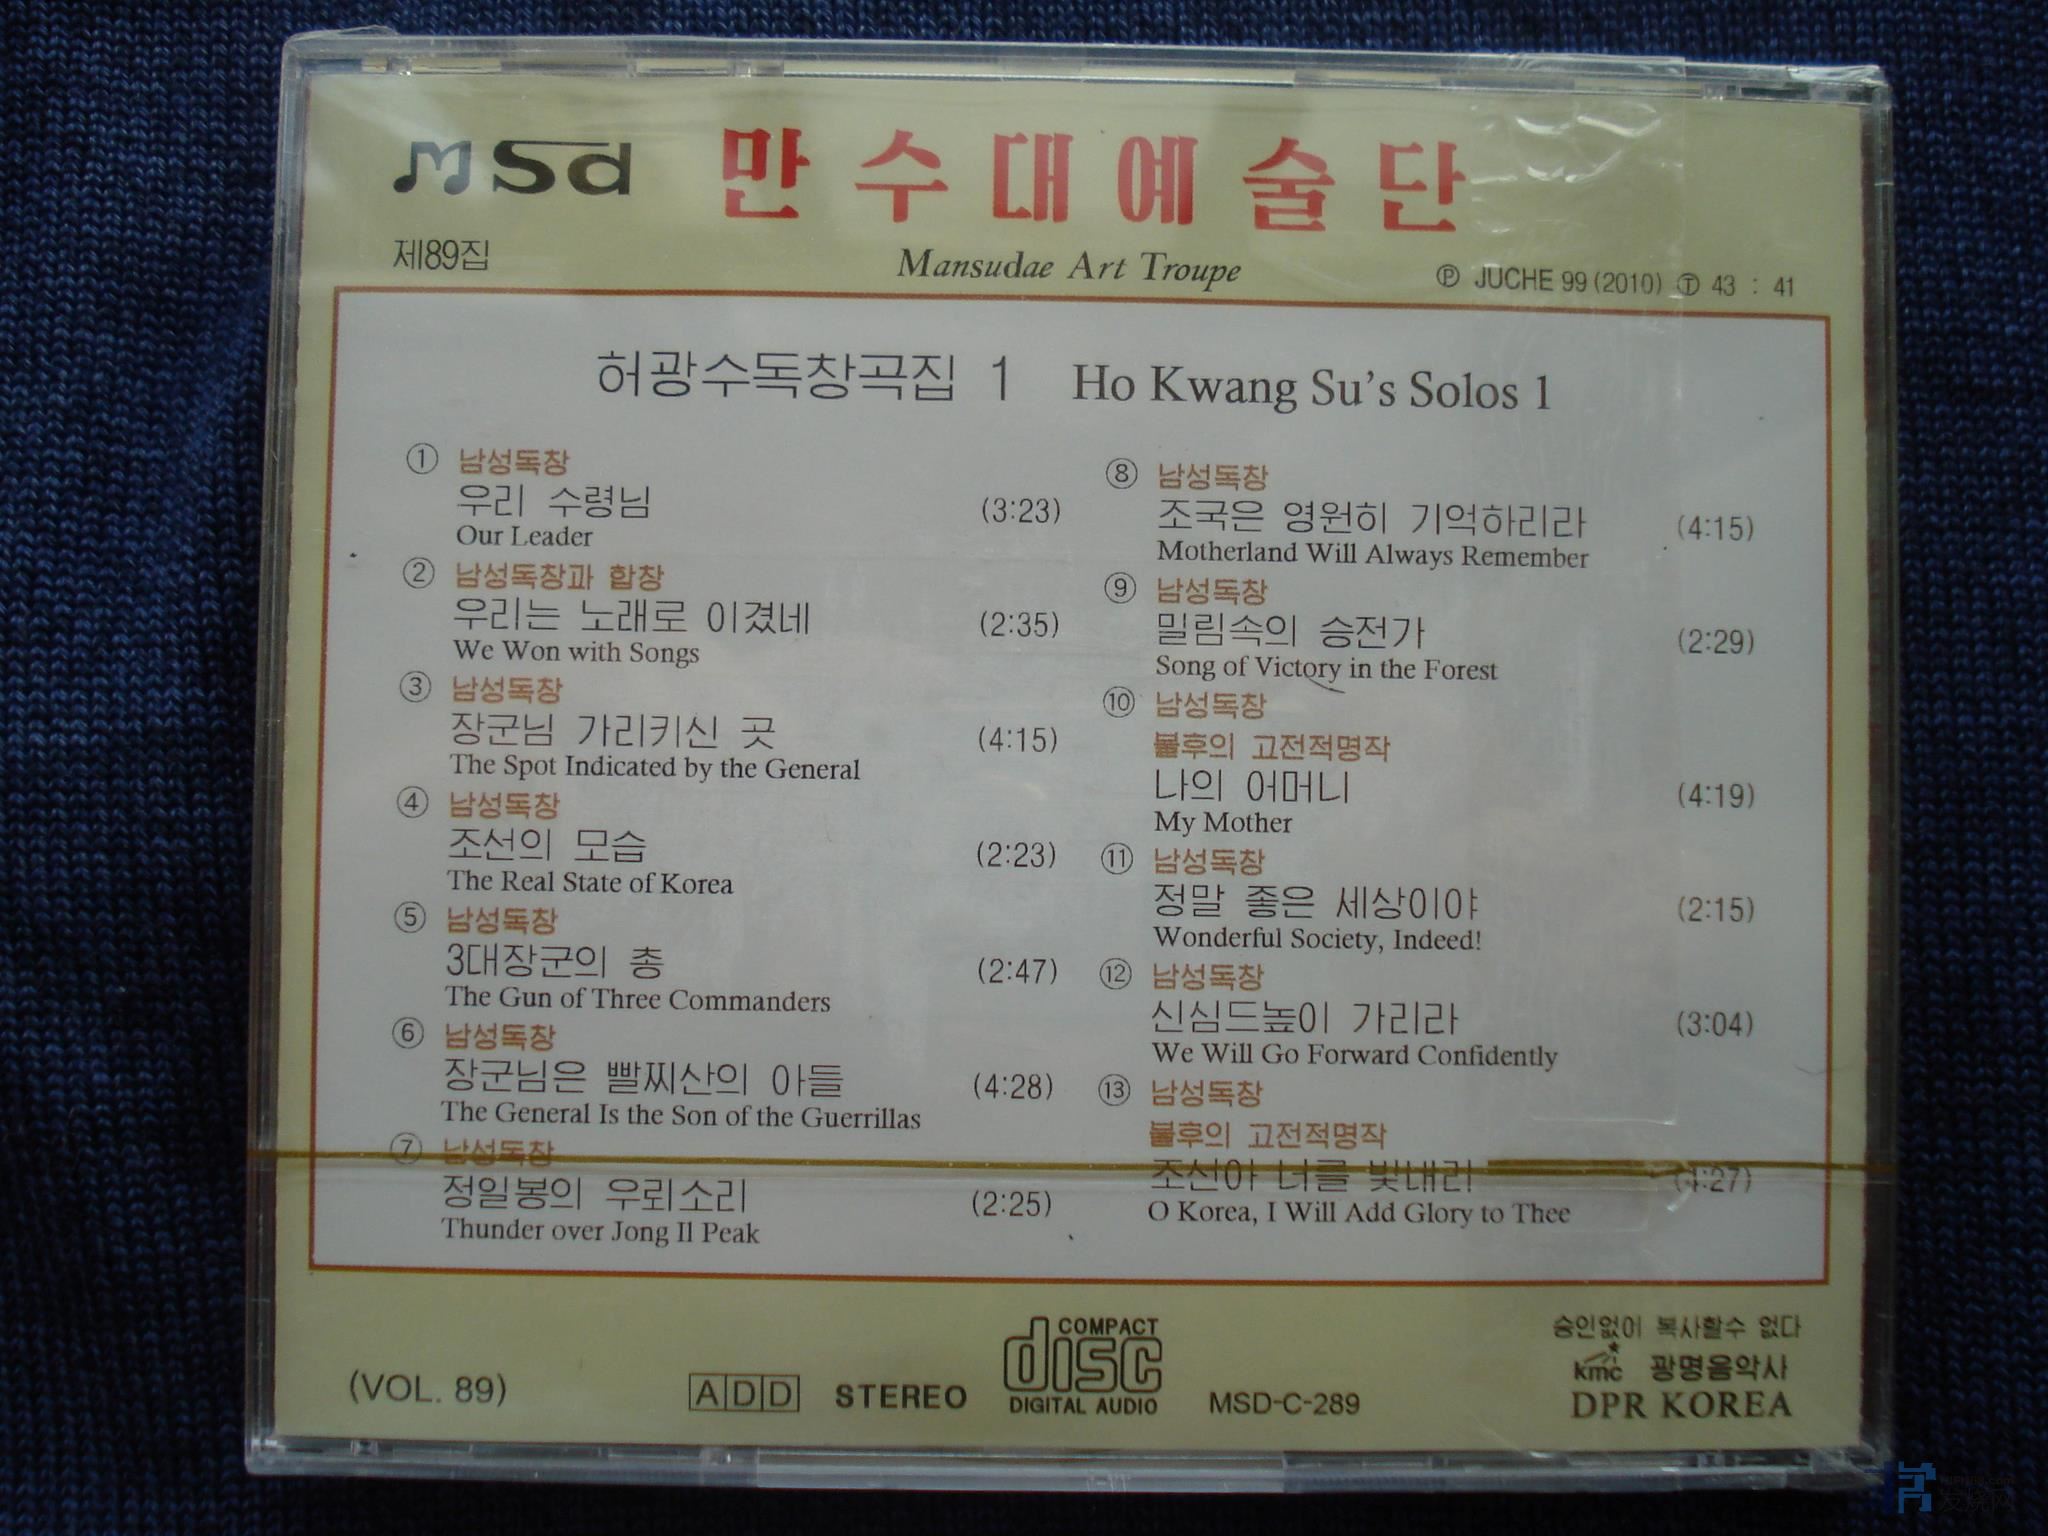 MSd 만수대예술단
제89집
Mansudae Art Troupe
Ⓟ JUCHE 99 (2010) Ⓣ 43 : 41
허광수독창곡집 1 Ho Kwang Su's Solos 1
① 남성독창
우리 수령님 (3:23)
Our Leader
② 남성독창과 합창
우리는 노래로 이겼네 (2:35)
We Won with Songs
③ 남성독창
장군님 가리키신 곳 (4:15)
The Spot Indicated by the General
④ 남성독창
조선의 모습 (2:23)
The Real State of Korea
⑤ 남성독창
3대장군의 총 (2:47)
The Gun of Three Commanders
⑥ 남성독창
장군님은 빨찌산의 아들 (4:28)
The General Is the Son of the Guerrillas
⑦ 남성독창
정일봉의 우뢰소리 (2:25)
Thunder over Jong Il Peak
⑧ 남성독창
조국은 영원히 기억하리라 (4:15)
Motherland Will Always Remember
⑨ 남성독창
밀림속의 승전가 (2:29)
Song of Victory in the Forest
⑩ 남성독창
불후의 고전적명작
나의 어머니 (4:19)
My Mother
⑪ 남성독창
정말 좋은 세상이야 (2:15)
Wonderful Society, Indeed!
⑫ 남성독창
신심드높이 가리라 (3:04)
We Will Go Forward Confidently
⑬ 남성독창
불후의 고전적명작
조선아 너를 빛내리 (4:27)
O Korea, I Will Add Glory to Thee
(VOL. 89)
ADD STEREO
COMPACT
disc
DIGITAL AUDIO
MSD-C-289
승인없이 복사할수 없다
kmc 광명음악사
DPR KOREA